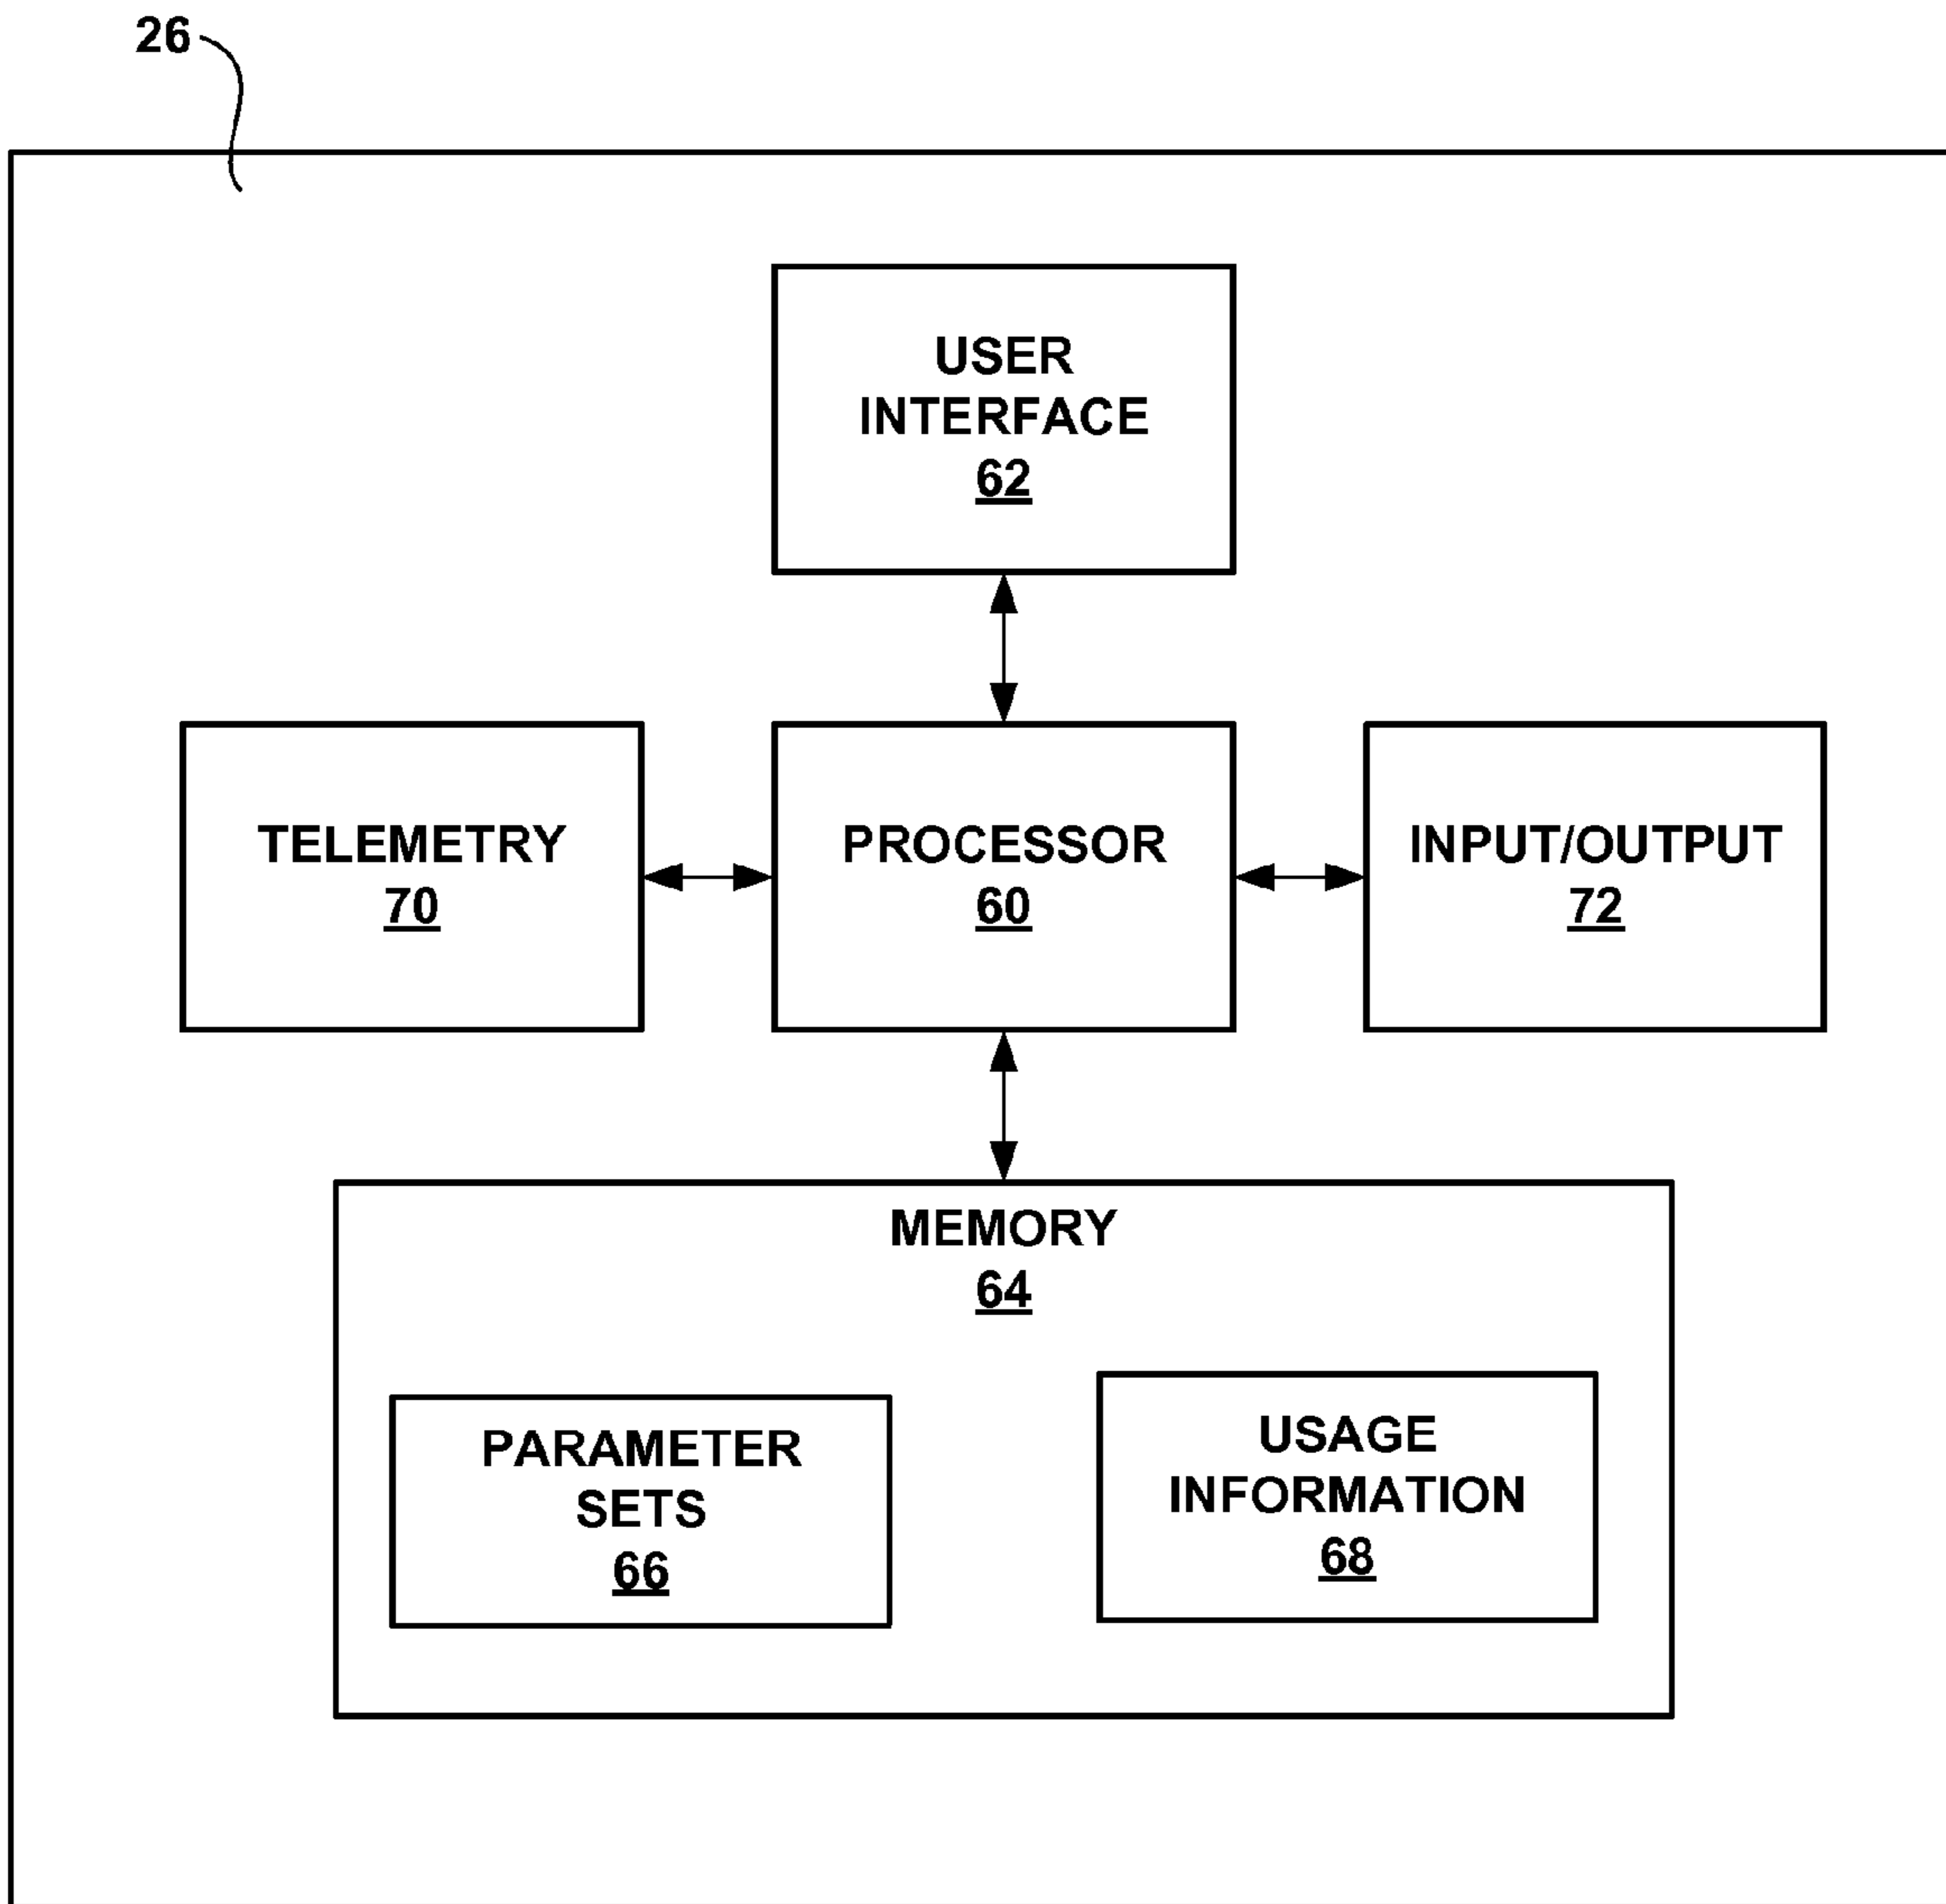 26
USER
INTERFACE
62
TELEMETRY
70
PROCESSOR
60
INPUT/OUTPUT
72
MEMORY
64
PARAMETER
SETS
66
USAGE
INFORMATION
68